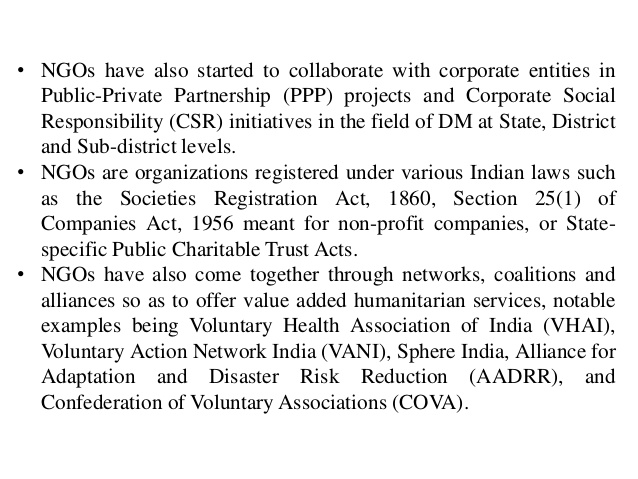 • NGOs have also started to collaborate with corporate entities in
Public-Private Partnership (PPP) projects and Corporate Social
Responsibility (CSR) initiatives in the field of DM at State, District
and Sub-district levels.
• NGOs are organizations registered under various Indian laws such
as the Societies Registration Act, 1860, Section 25(1) of
Companies Act, 1956 meant for non-profit companies, or State-
specific Public Charitable Trust Acts.
• NGOs have also come together through networks, coalitions and
alliances so as to offer value added humanitarian services, notable
examples being Voluntary Health Association of India (VHAI),
Voluntary Action Network India (VANI), Sphere India, Alliance for
Adaptation and Disaster Risk Reduction (AADRR), and
Confederation of Voluntary Associations (COVA).